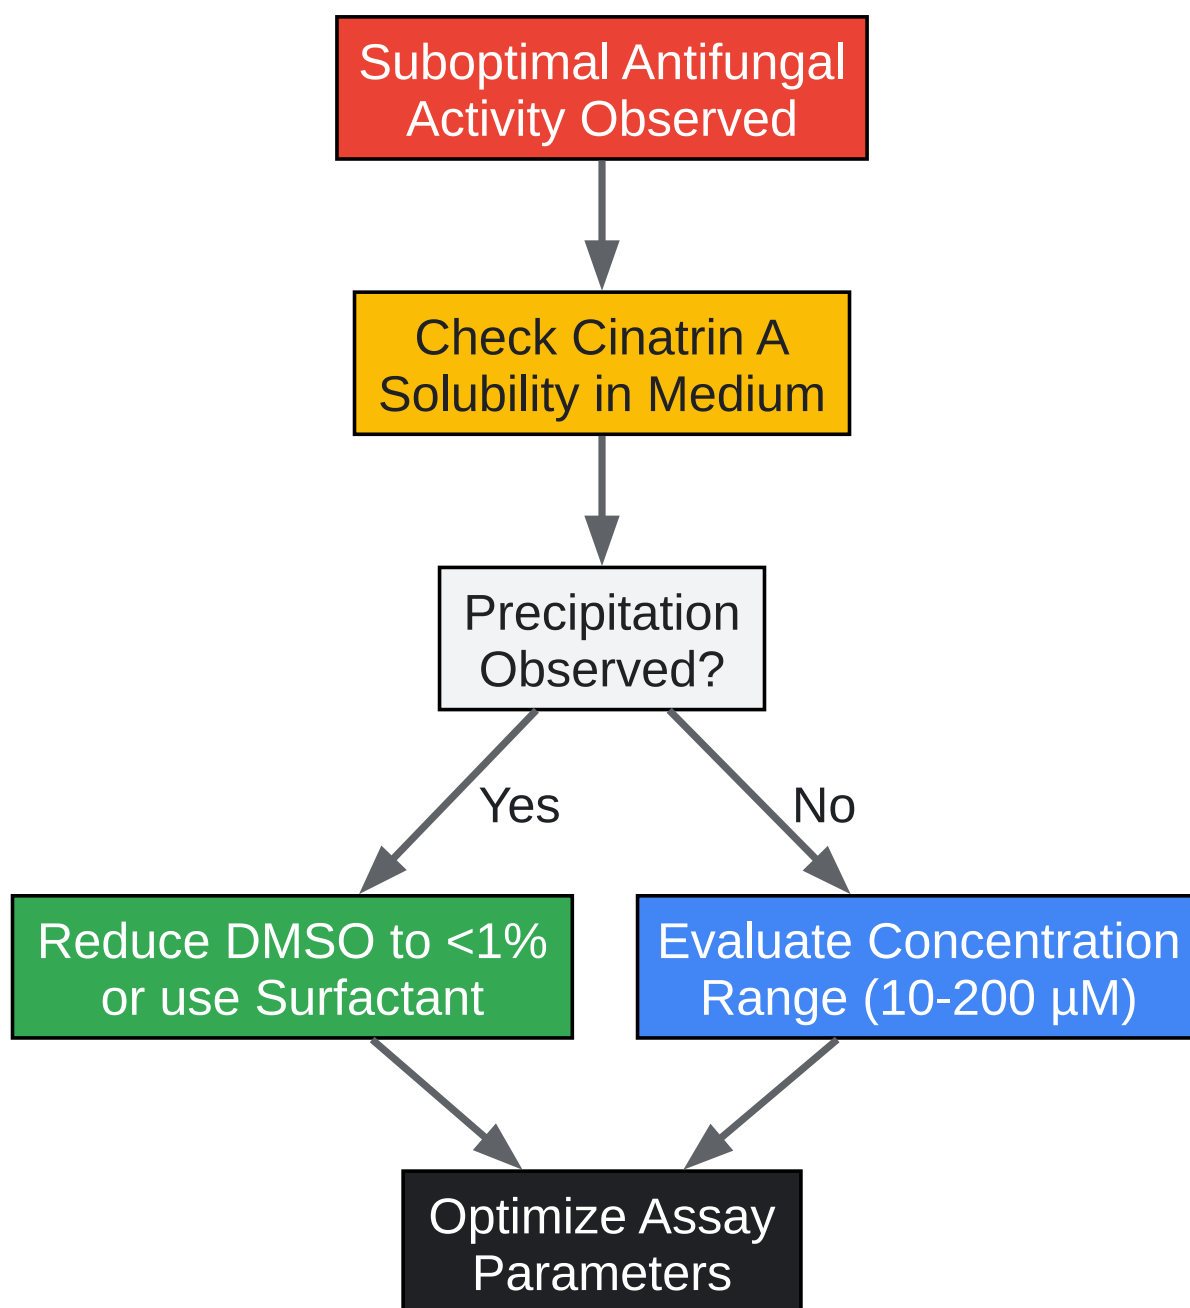 Suboptimal Antifungal
Activity Observed
Check Cinatrin A
Solubility in Medium
Precipitation
Observed?
Yes
No
Reduce DMSO to <1%
or use Surfactant
Evaluate Concentration
Range (10-200 µM)
Optimize Assay
Parameters